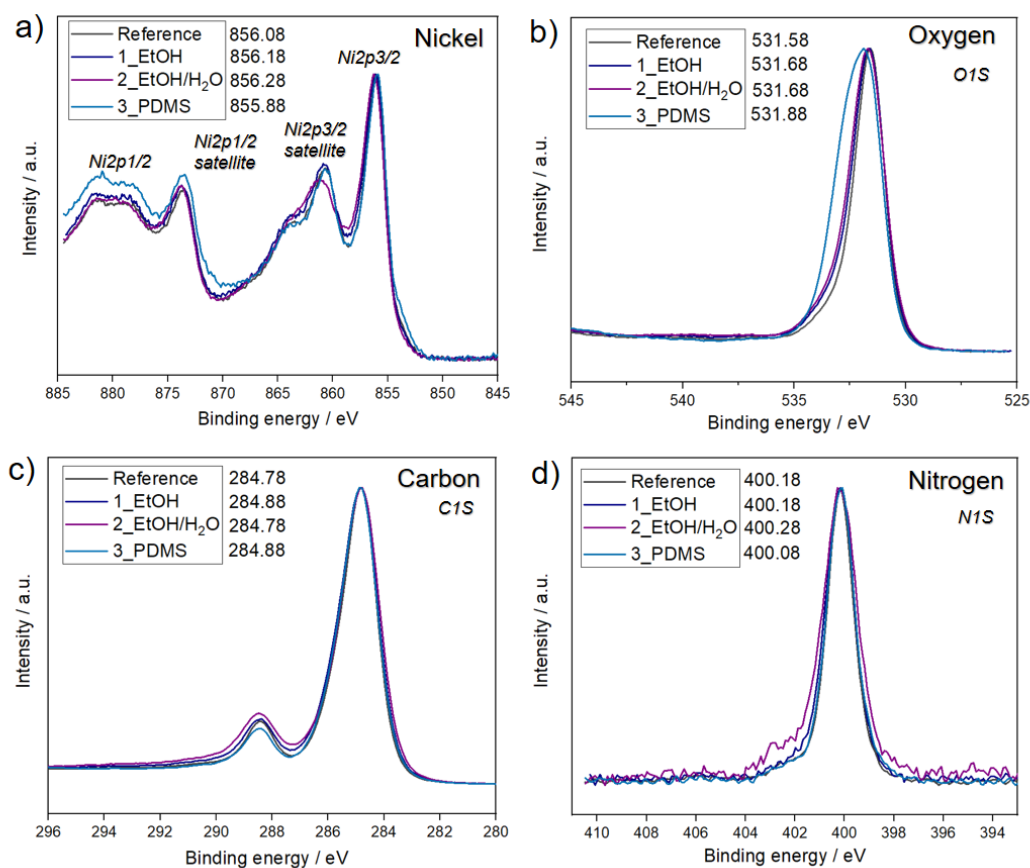 a)
Reference 856.08
1_EtOH 856.18
2_EtOH/H₂O 856.28
3_PDMS 855.88
Nickel
Ni2p3/2
Ni2p1/2
Ni2p1/2 satellite
Ni2p3/2 satellite
Intensity / a.u.
885 880 875 870 865 860 855 850 845
Binding energy / eV
b)
Reference 531.58
1_EtOH 531.68
2_EtOH/H₂O 531.68
3_PDMS 531.88
Oxygen
O1S
Intensity / a.u.
545 540 535 530 525
Binding energy / eV
c)
Reference 284.78
1_EtOH 284.88
2_EtOH/H₂O 284.78
3_PDMS 284.88
Carbon
C1S
Intensity / a.u.
296 294 292 290 288 286 284 282 280
Binding energy / eV
d)
Reference 400.18
1_EtOH 400.18
2_EtOH/H₂O 400.28
3_PDMS 400.08
Nitrogen
N1S
Intensity / a.u.
410 408 406 404 402 400 398 396 394
Binding energy / eV